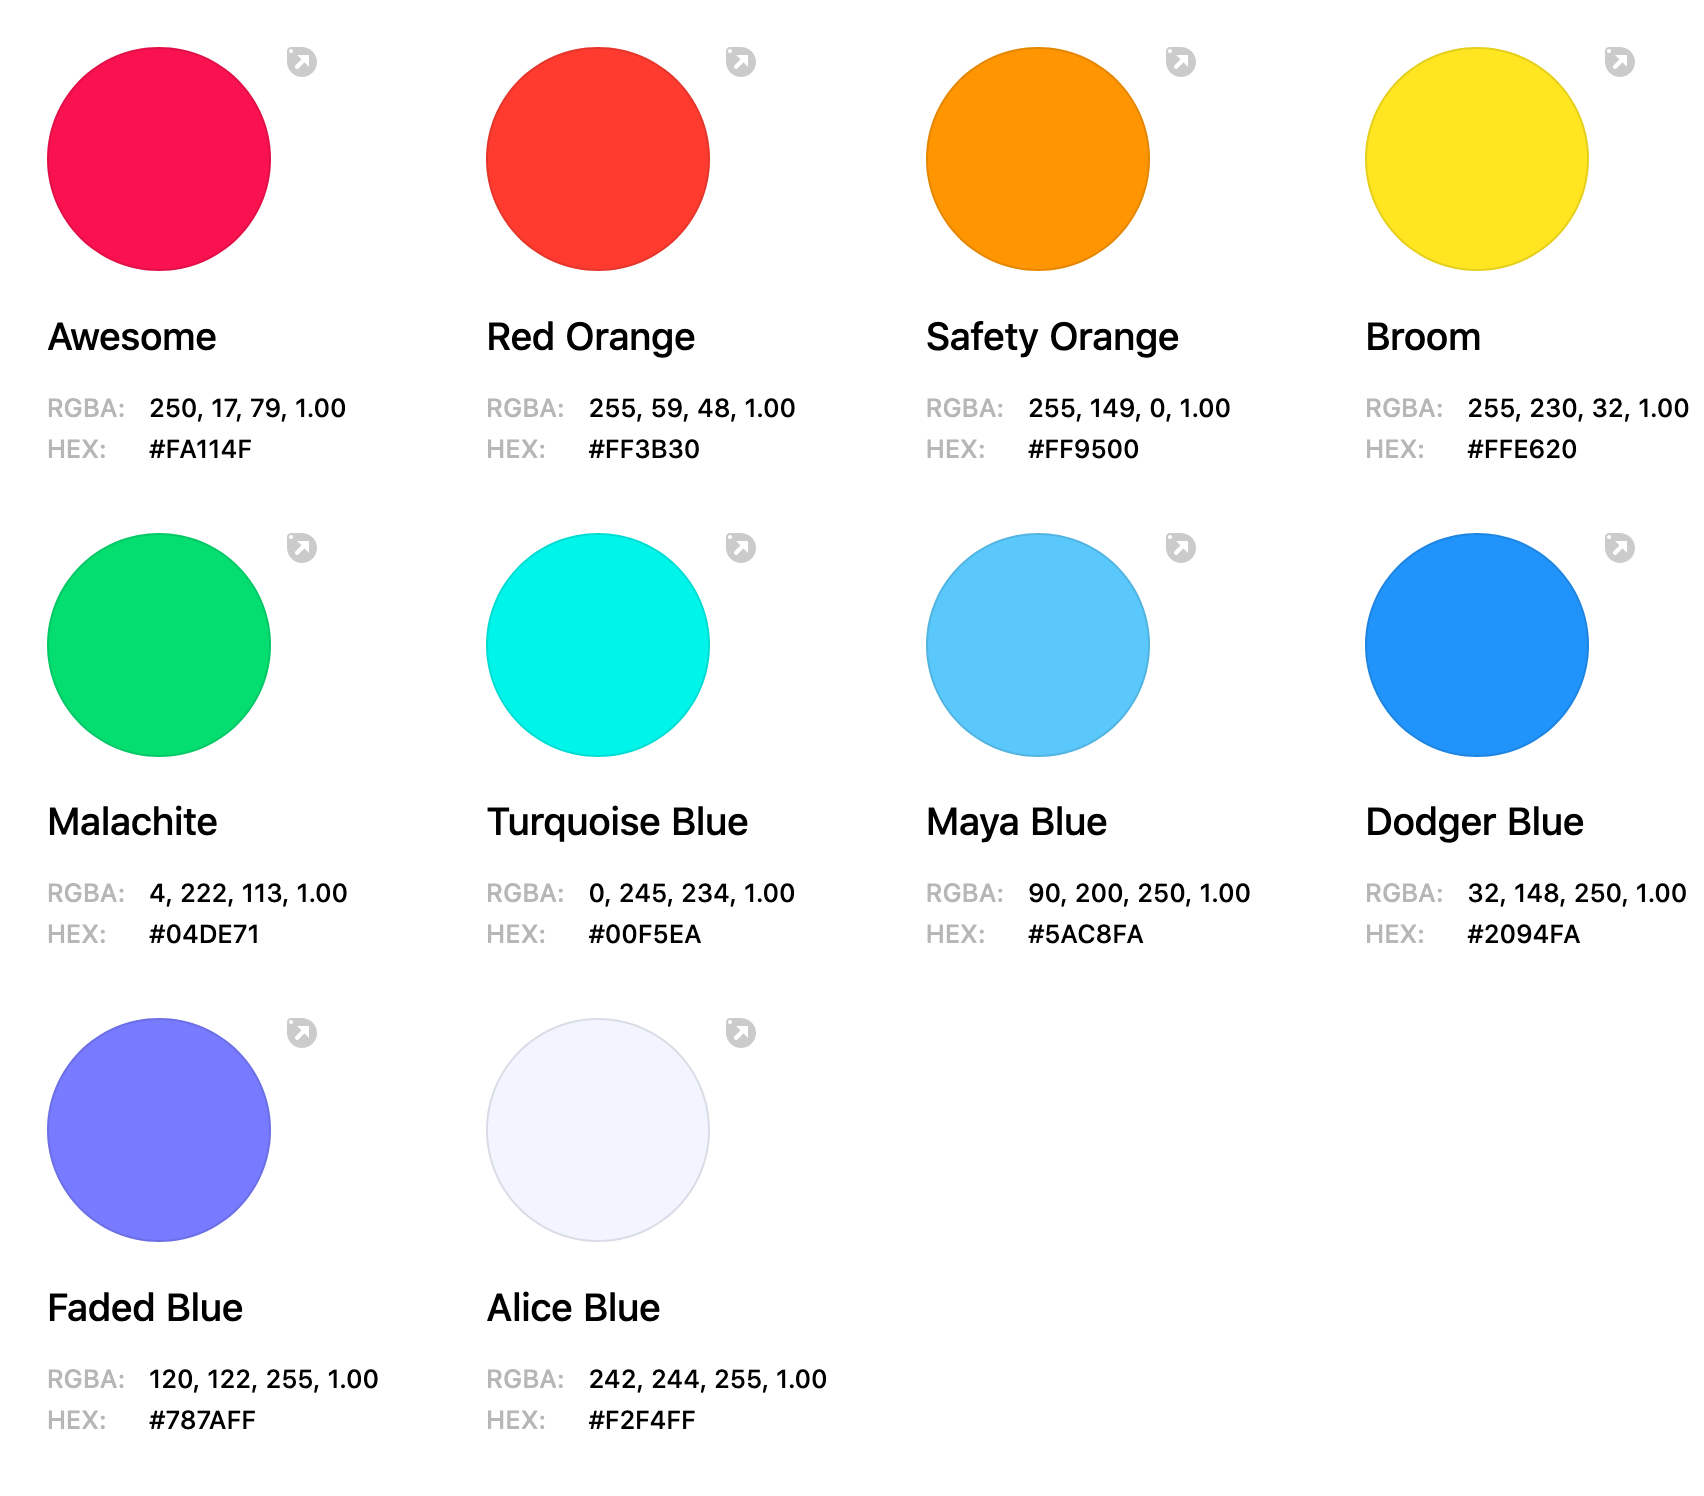 Awesome
RGBA: 250, 17, 79, 1.00
HEX: #FA114F
Red Orange
RGBA: 255, 59, 48, 1.00
HEX: #FF3B30
Safety Orange
RGBA: 255, 149, 0, 1.00
HEX: #FF9500
Broom
RGBA: 255, 230, 32, 1.00
HEX: #FFE620
Malachite
RGBA: 4, 222, 113, 1.00
HEX: #04DE71
Turquoise Blue
RGBA: 0, 245, 234, 1.00
HEX: #00F5EA
Maya Blue
RGBA: 90, 200, 250, 1.00
HEX: #5AC8FA
Dodger Blue
RGBA: 32, 148, 250, 1.00
HEX: #2094FA
Faded Blue
RGBA: 120, 122, 255, 1.00
HEX: #787AFF
Alice Blue
RGBA: 242, 244, 255, 1.00
HEX: #F2F4FF